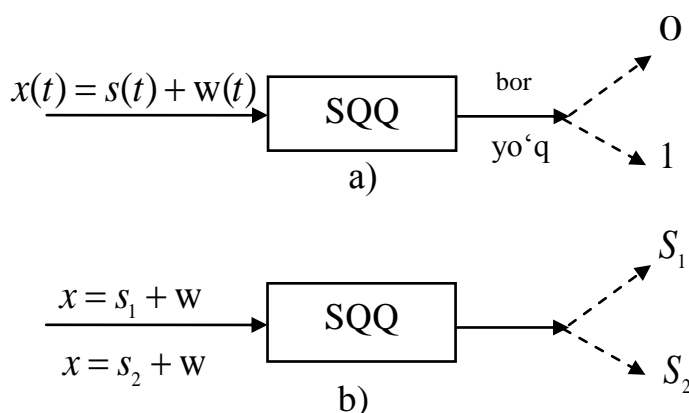 O
x(t) = s(t) + w(t)
SQQ
bor
yo‘q
1
a)
S₁
x = s₁ + w
SQQ
x = s₂ + w
S₂
b)